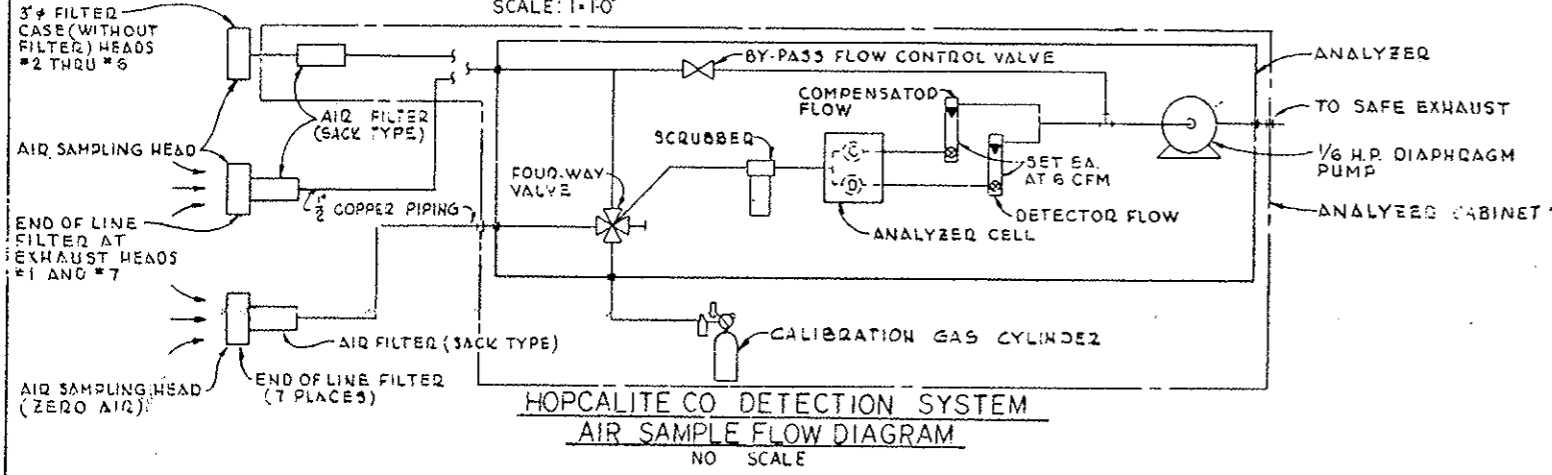 SCALE: 1=1-0"
3"φ FILTER
CASE (WITHOUT
FILTER) HEADS
#2 THRU #6
AIR SAMPLING HEAD
AIR FILTER
(SACK TYPE)
END OF LINE
FILTER AT
EXHAUST HEADS
#1 AND #7
1/2" COPPER PIPING
AIR SAMPLING HEAD
(ZERO AIR)
END OF LINE FILTER
(7 PLACES)
AIR FILTER (SACK TYPE)
FOUR-WAY
VALVE
SCRUBBER
BY-PASS FLOW CONTROL VALVE
COMPENSATOR
FLOW
C
D
ANALYZER CELL
SET EA.
AT 6 CFM
DETECTOR FLOW
CALIBRATION GAS CYLINDER
ANALYZER
TO SAFE EXHAUST
1/6 H.P. DIAPHRAGM
PUMP
ANALYZER CABINET
HOPCALITE CO DETECTION SYSTEM
AIR SAMPLE FLOW DIAGRAM
NO SCALE